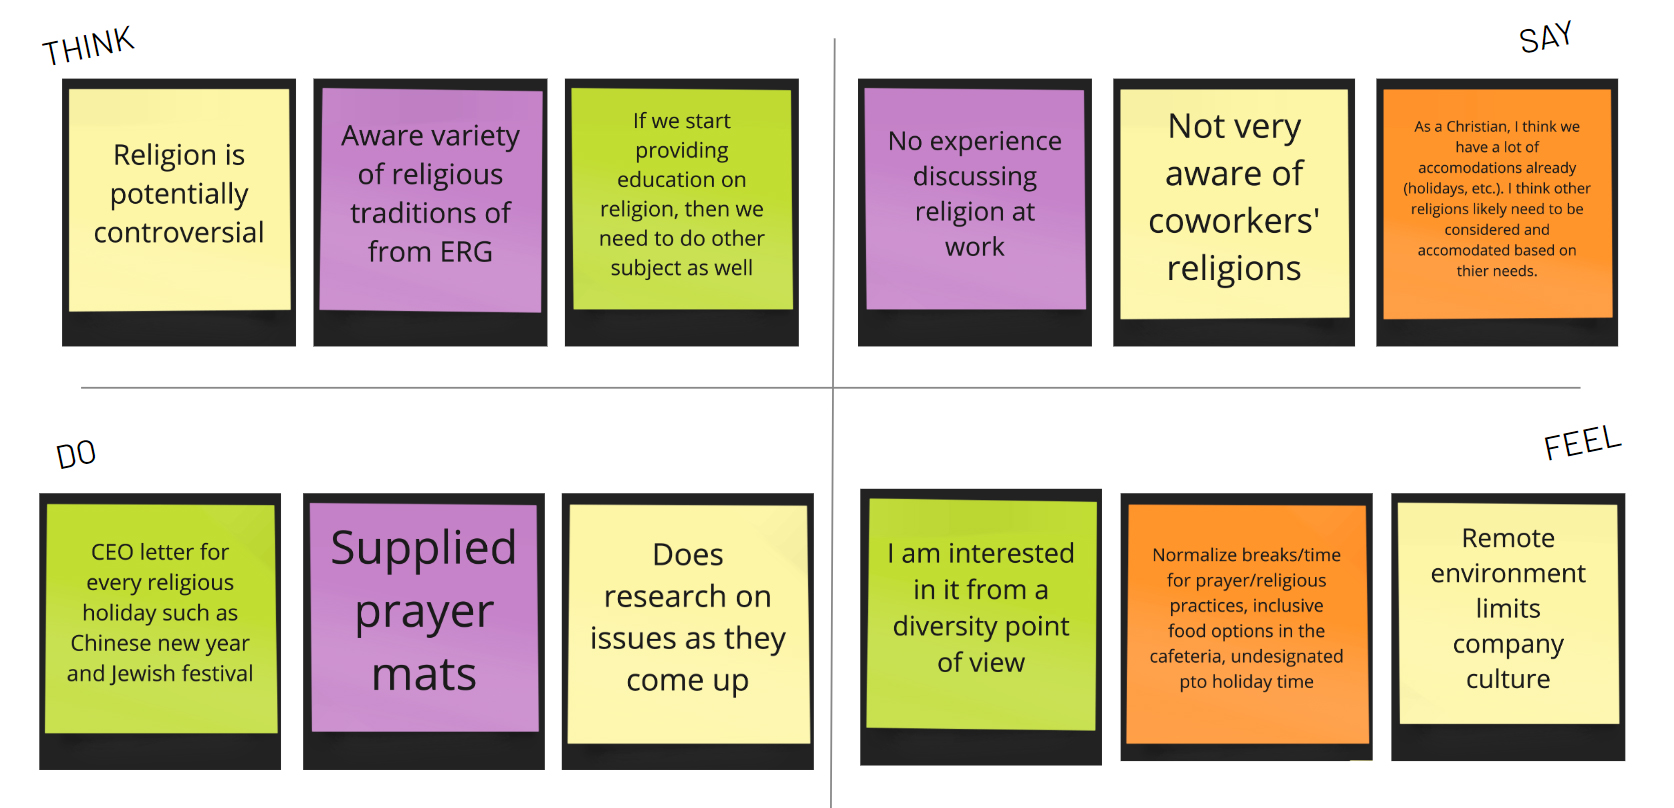 THINK
Religion is
potentially
controversial
Aware variety
of religious
traditions of
from ERG
If we start
providing
education on
religion, then we
need to do other
subject as well
SAY
No experience
discussing
religion at
work
Not very
aware of
coworkers'
religions
As a Christian, I think we
have a lot of
accomodations already
(holidays, etc.). I think other
religions likely need to be
considered and
accomodated based on
thier needs.
DO
CEO letter for
every religious
holiday such as
Chinese new year
and Jewish festival
Supplied
prayer
mats
Does
research on
issues as they
come up
FEEL
I am interested
in it from a
diversity point
of view
Normalize breaks/time
for prayer/religious
practices, inclusive
food options in the
cafeteria, undesignated
pto holiday time
Remote
environment
limits
company
culture